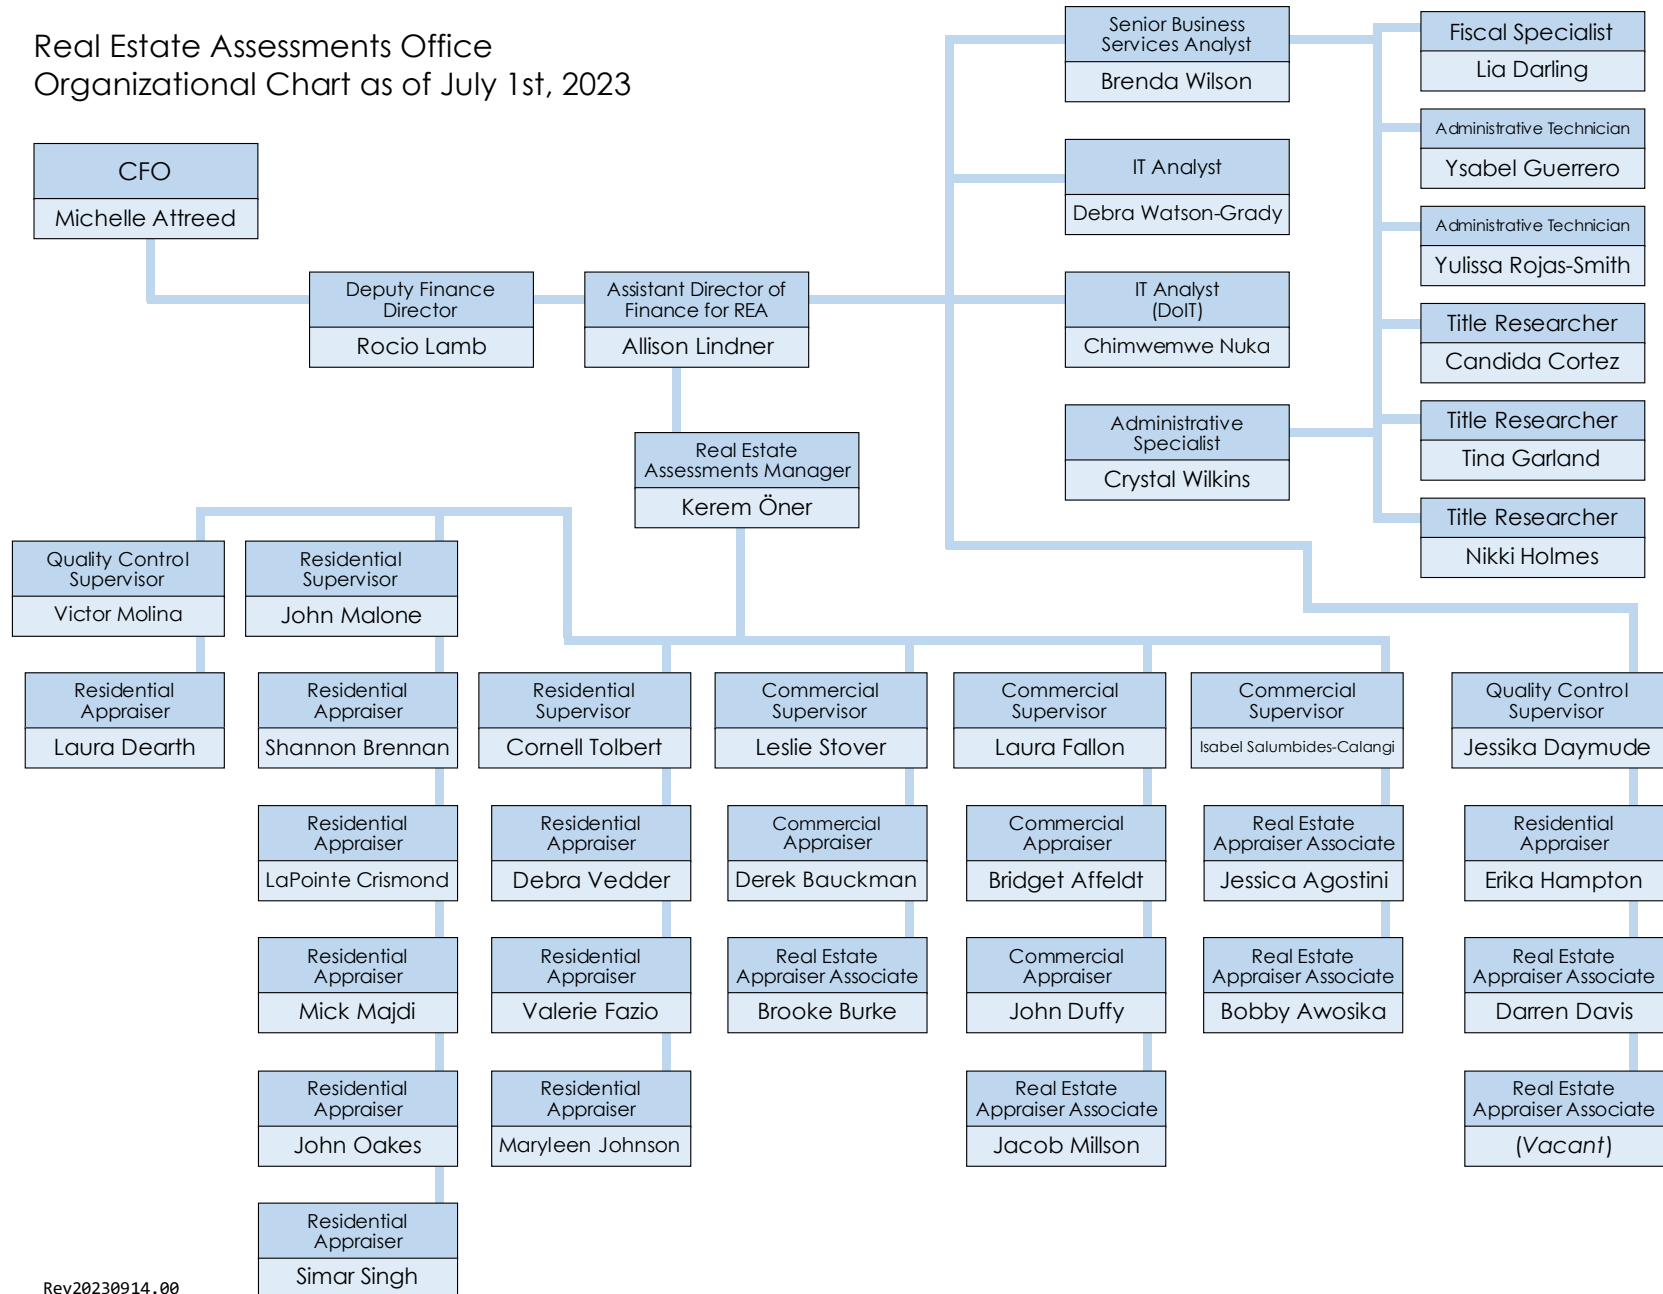 Real Estate Assessments Office
Organizational Chart as of July 1st, 2023
CFO
Michelle Attreed
Deputy Finance
Director
Rocio Lamb
Assistant Director of
Finance for REA
Allison Lindner
Senior Business
Services Analyst
Brenda Wilson
IT Analyst
Debra Watson-Grady
IT Analyst
(DoIT)
Chimwemwe Nuka
Administrative
Specialist
Crystal Wilkins
Fiscal Specialist
Lia Darling
Administrative Technician
Ysabel Guerrero
Administrative Technician
Yulissa Rojas-Smith
Title Researcher
Candida Cortez
Title Researcher
Tina Garland
Title Researcher
Nikki Holmes
Real Estate
Assessments Manager
Kerem Öner
Quality Control
Supervisor
Victor Molina
Residential
Appraiser
Laura Dearth
Residential
Supervisor
John Malone
Residential
Appraiser
Shannon Brennan
Residential
Appraiser
LaPointe Crismond
Residential
Appraiser
Mick Majdi
Residential
Appraiser
John Oakes
Residential
Appraiser
Simar Singh
Residential
Supervisor
Cornell Tolbert
Residential
Appraiser
Debra Vedder
Residential
Appraiser
Valerie Fazio
Residential
Appraiser
Maryleen Johnson
Commercial
Supervisor
Leslie Stover
Commercial
Appraiser
Derek Bauckman
Real Estate
Appraiser Associate
Brooke Burke
Commercial
Supervisor
Laura Fallon
Commercial
Appraiser
Bridget Affeldt
Commercial
Appraiser
John Duffy
Real Estate
Appraiser Associate
Jacob Millson
Commercial
Supervisor
Isabel Salumbides-Calangi
Real Estate
Appraiser Associate
Jessica Agostini
Real Estate
Appraiser Associate
Bobby Awosika
Quality Control
Supervisor
Jessika Daymude
Residential
Appraiser
Erika Hampton
Real Estate
Appraiser Associate
Darren Davis
Real Estate
Appraiser Associate
(Vacant)
Rev20230914.00